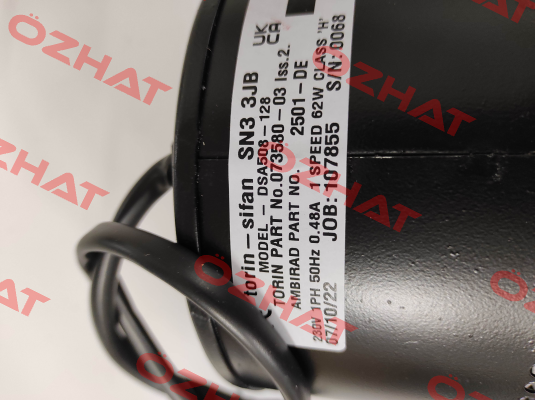 torin-sifan SN3 3JB
MODEL - DSA508-128
TORIN PART No.073580-03 Iss.2.
AMBIRAD PART NO. 2501-DE
230V 1PH 50Hz 0.48A 1 SPEED 62W CLASS 'H'
07/10/22 JOB: 107855 S/N: 0068
UK
CA
ÖZHAT
ÖZHAT
ÖZHAT
ÖZHAT
ÖZHAT
ÖZHAT
ÖZHAT